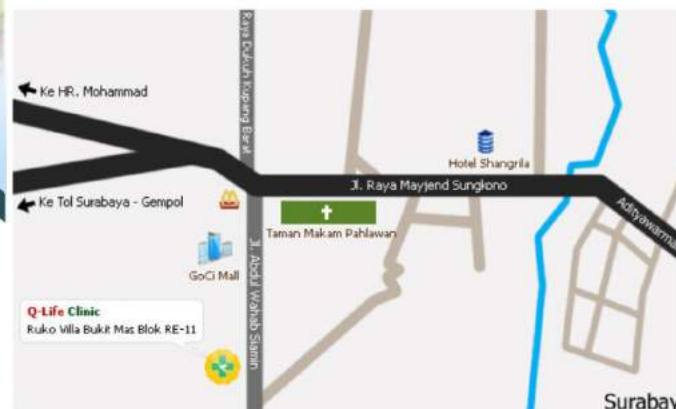 Raya Dukuh Kupang Barat
Ke HR. Mohammad
Hotel Shangrila
Jl. Raya Mayjend Sungkono
Ke Tol Surabaya - Gempol
Taman Makam Pahlawan
GoCi Mall
Jl. Abdul Wahab Siamin
Q-Life Clinic
Ruko Villa Bukit Mas Blok RE-11
Adityawarma
Surabay